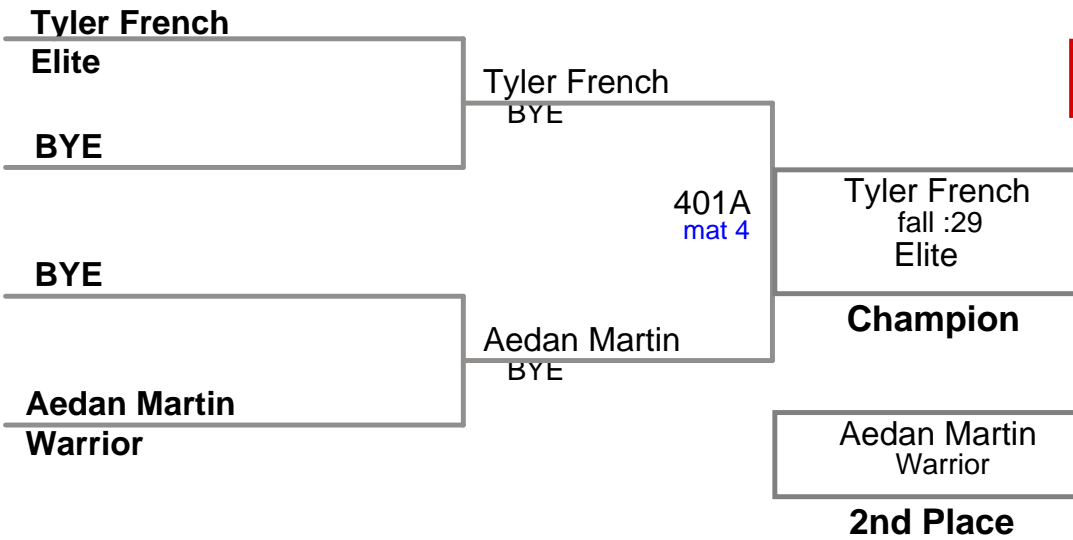 Tyler French
Elite
BYE
Tyler French
BYE
BYE
Aedan Martin
Warrior
Aedan Martin
BYE
401A
mat 4
Tyler French
fall :29
Elite
Champion
Aedan Martin
Warrior
2nd Place